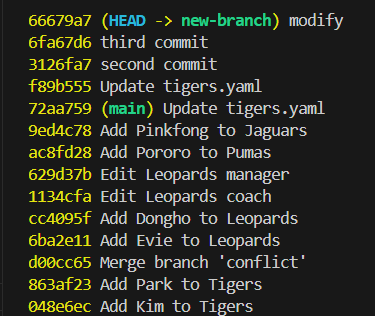 66679a7 (HEAD -> new-branch) modify
6fa67d6 third commit
3126fa7 second commit
f89b555 Update tigers.yaml
72aa759 (main) Update tigers.yaml
9ed4c78 Add Pinkfong to Jaguars
ac8fd28 Add Pororo to Pumas
629d37b Edit Leopards manager
1134cfa Edit Leopards coach
cc4095f Add Dongho to Leopards
6ba2e11 Add Evie to Leopards
d00cc65 Merge branch 'conflict'
863af23 Add Park to Tigers
048e6ec Add Kim to Tigers